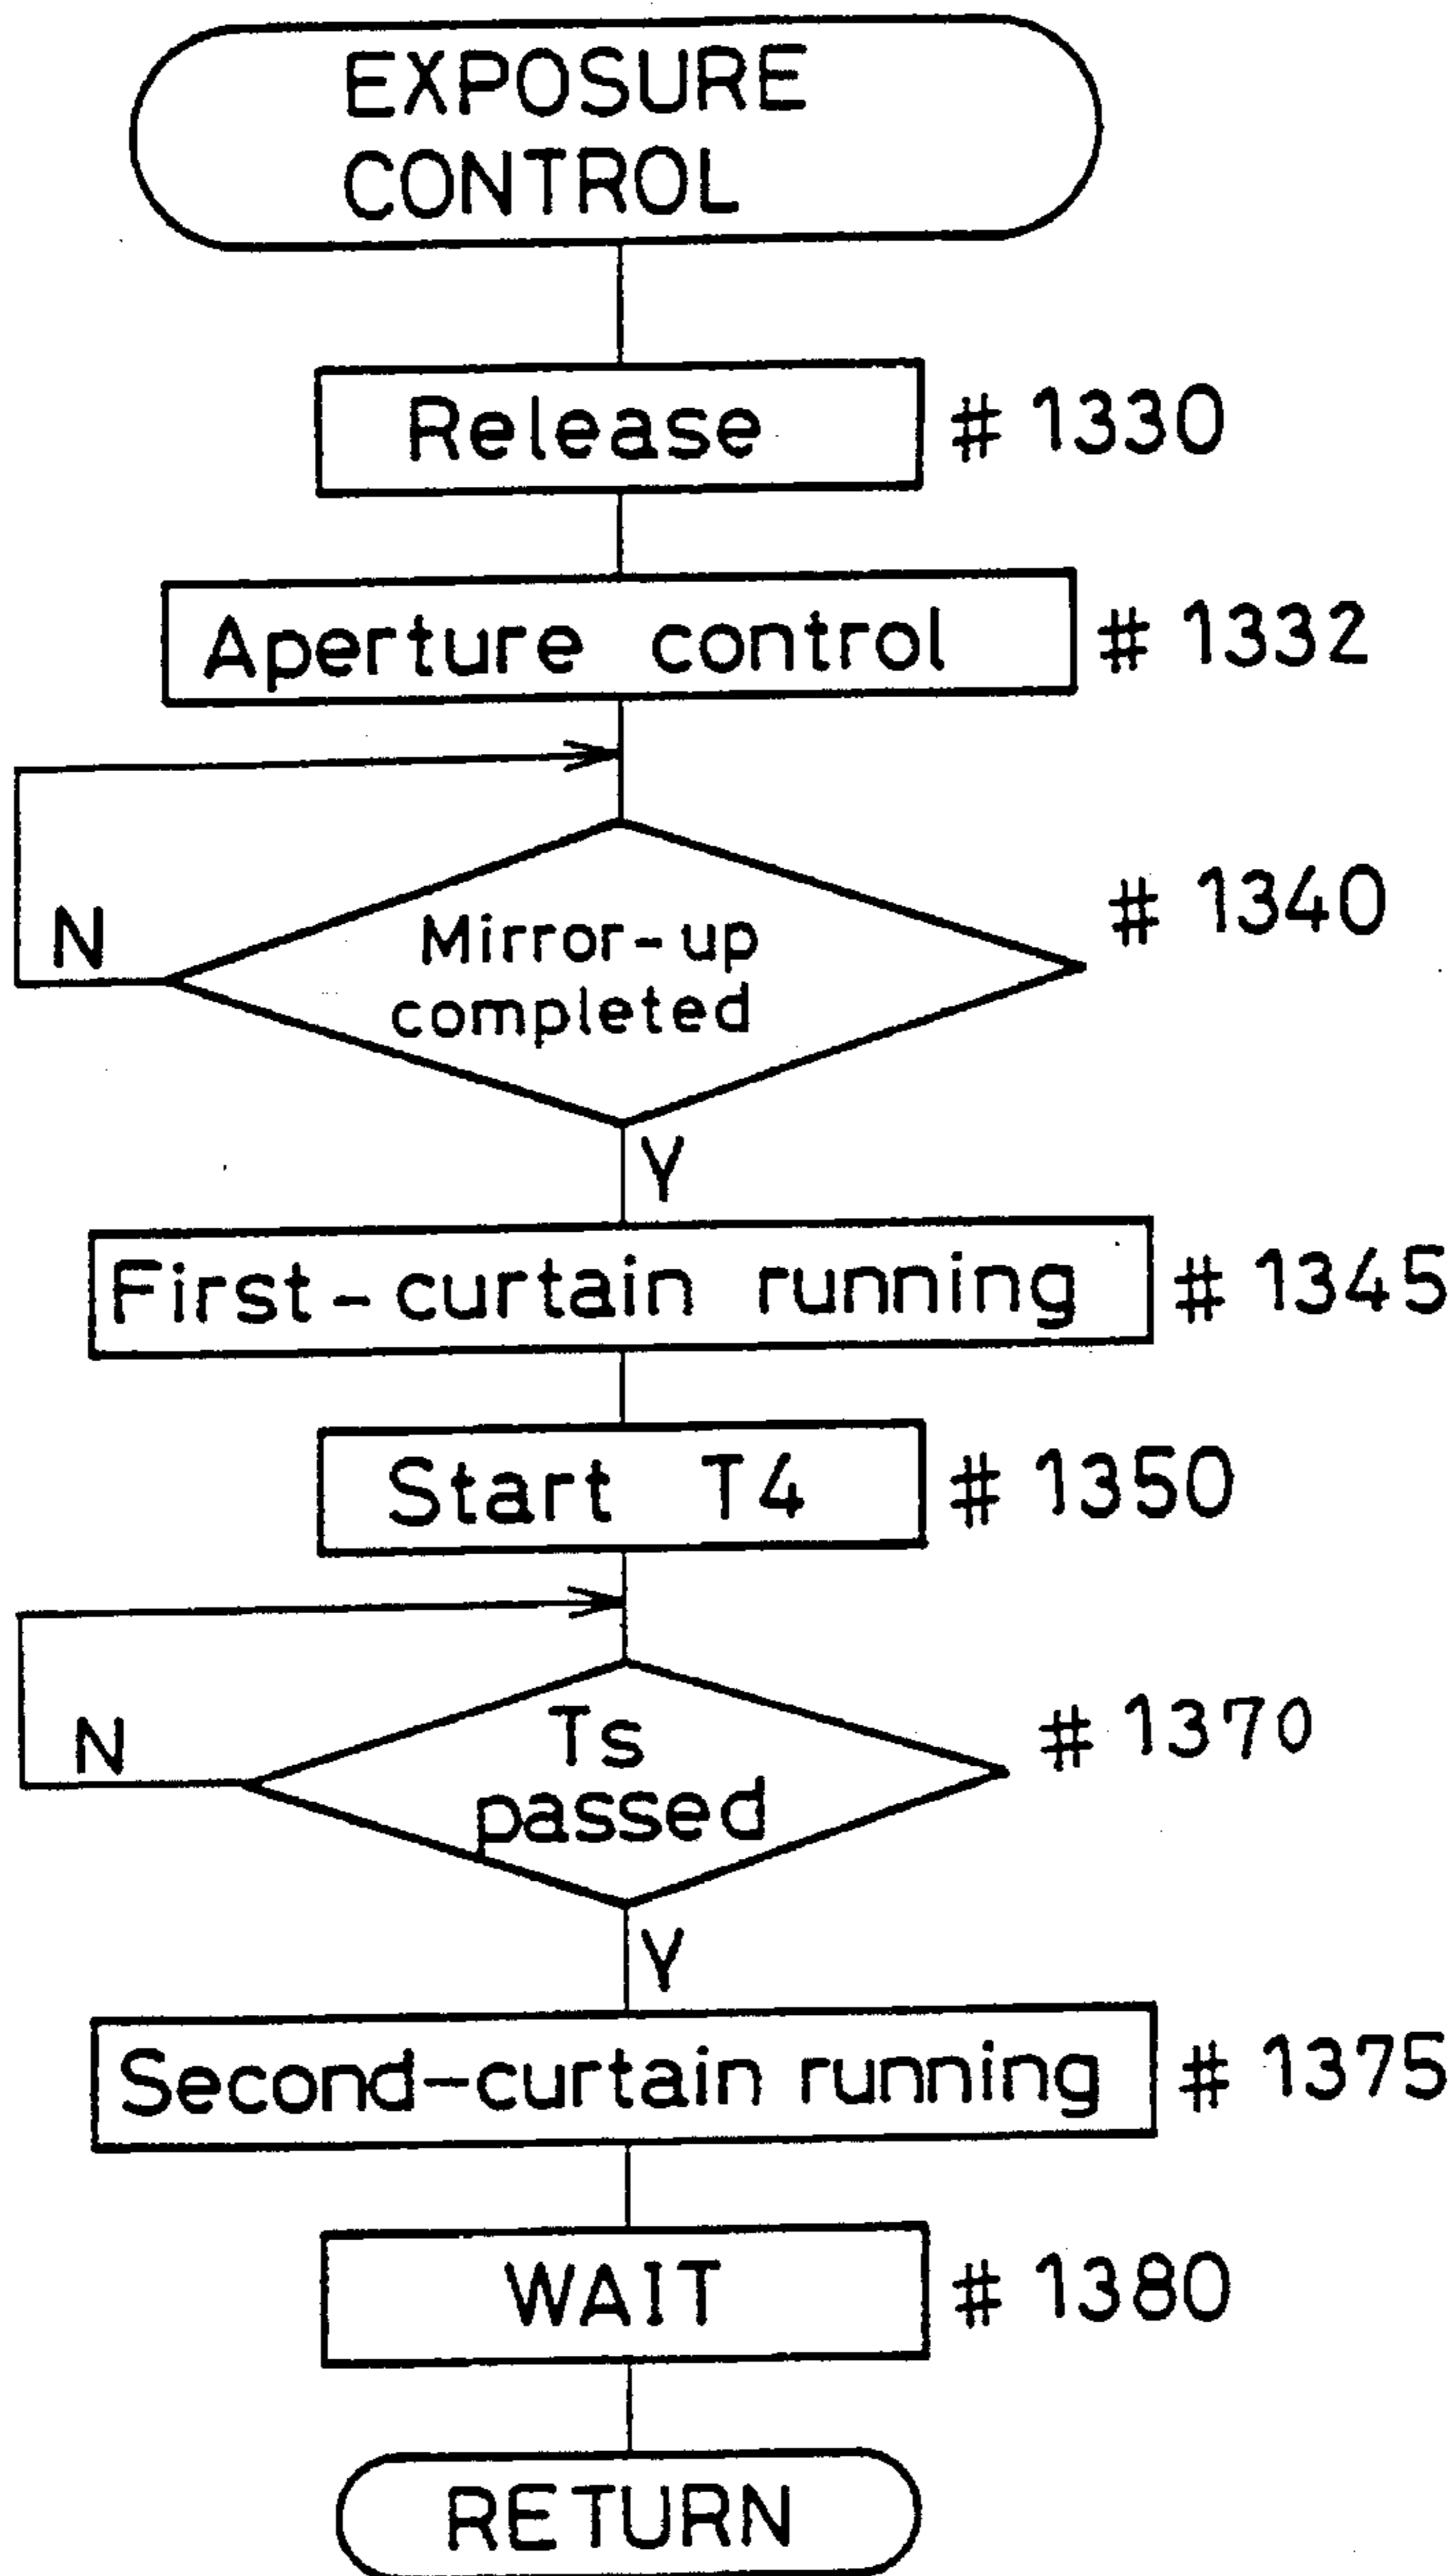 EXPOSURE
CONTROL
Release # 1330
Aperture control # 1332
Mirror-up
completed
# 1340
N
Y
First-curtain running # 1345
Start T4 # 1350
Ts
passed
# 1370
N
Y
Second-curtain running # 1375
WAIT # 1380
RETURN